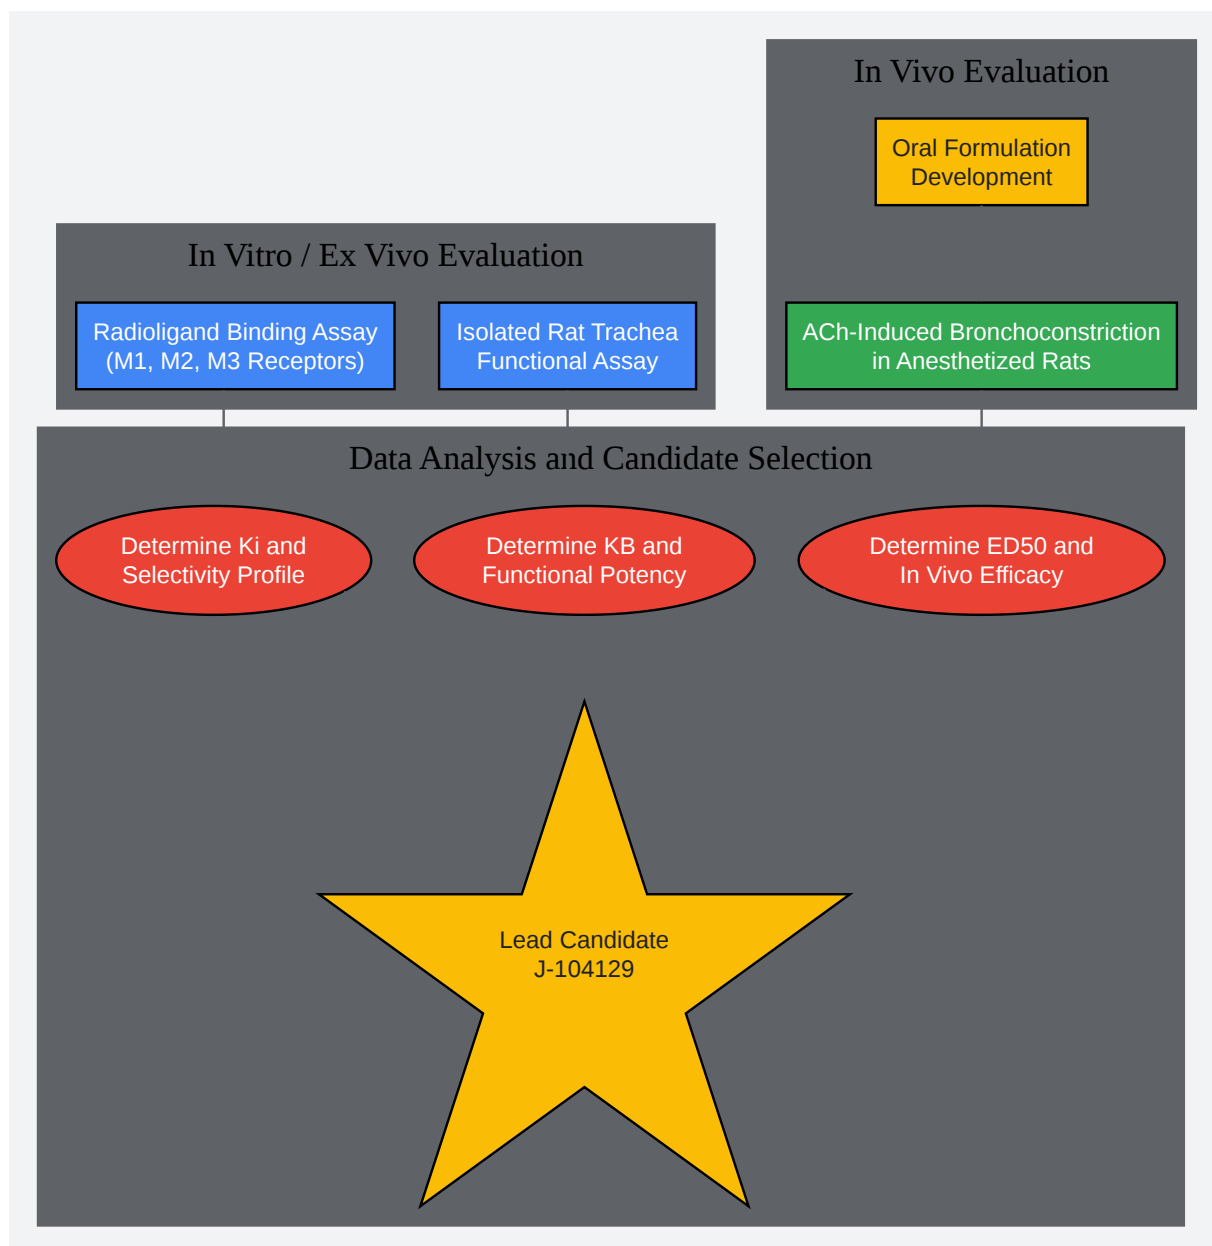 In Vivo Evaluation
Oral Formulation
Development
In Vitro / Ex Vivo Evaluation
Radioligand Binding Assay
(M1, M2, M3 Receptors)
Isolated Rat Trachea
Functional Assay
ACh-Induced Bronchoconstriction
in Anesthetized Rats
Data Analysis and Candidate Selection
Determine Ki and
Selectivity Profile
Determine KB and
Functional Potency
Determine ED50 and
In Vivo Efficacy
Lead Candidate
J-104129